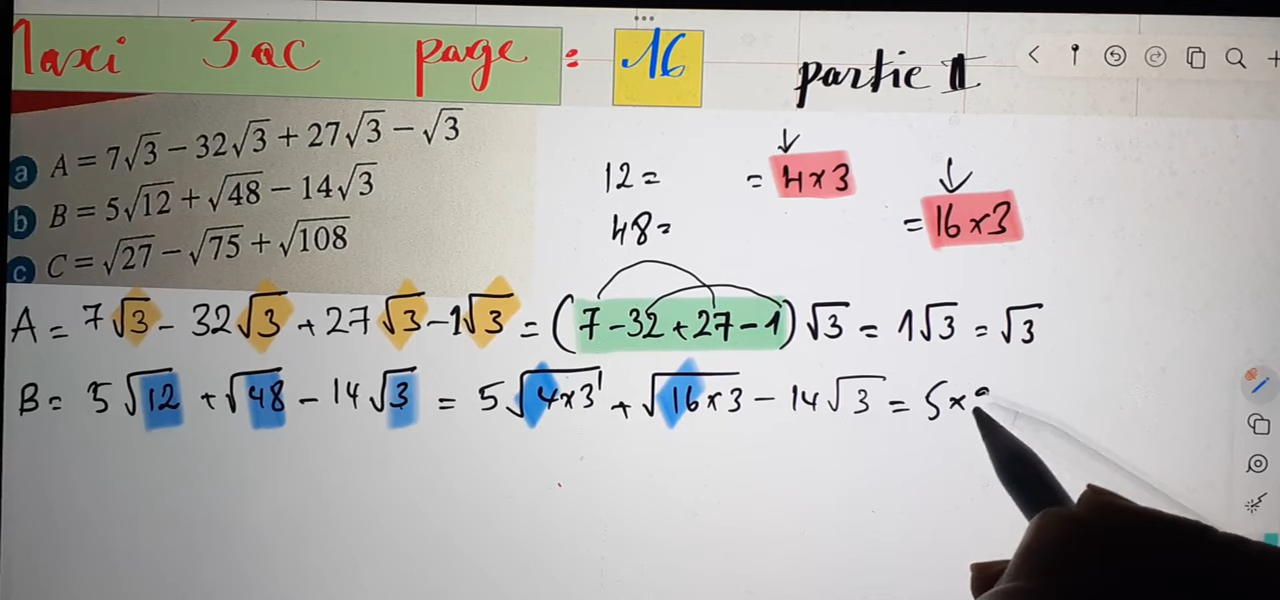 Maxi 3ac page : 16 partie 1
a A = 7√3 − 32√3 + 27√3 − √3
b B = 5√12 + √48 − 14√3
c C = √27 − √75 + √108
12 = = 4×3
48 = = 16×3
A = 7√3 − 32√3 + 27√3 − 1√3 = (7 − 32 + 27 − 1)√3 = 1√3 = √3
B = 5√12 + √48 − 14√3 = 5√4×3 + √16×3 − 14√3 = 5×